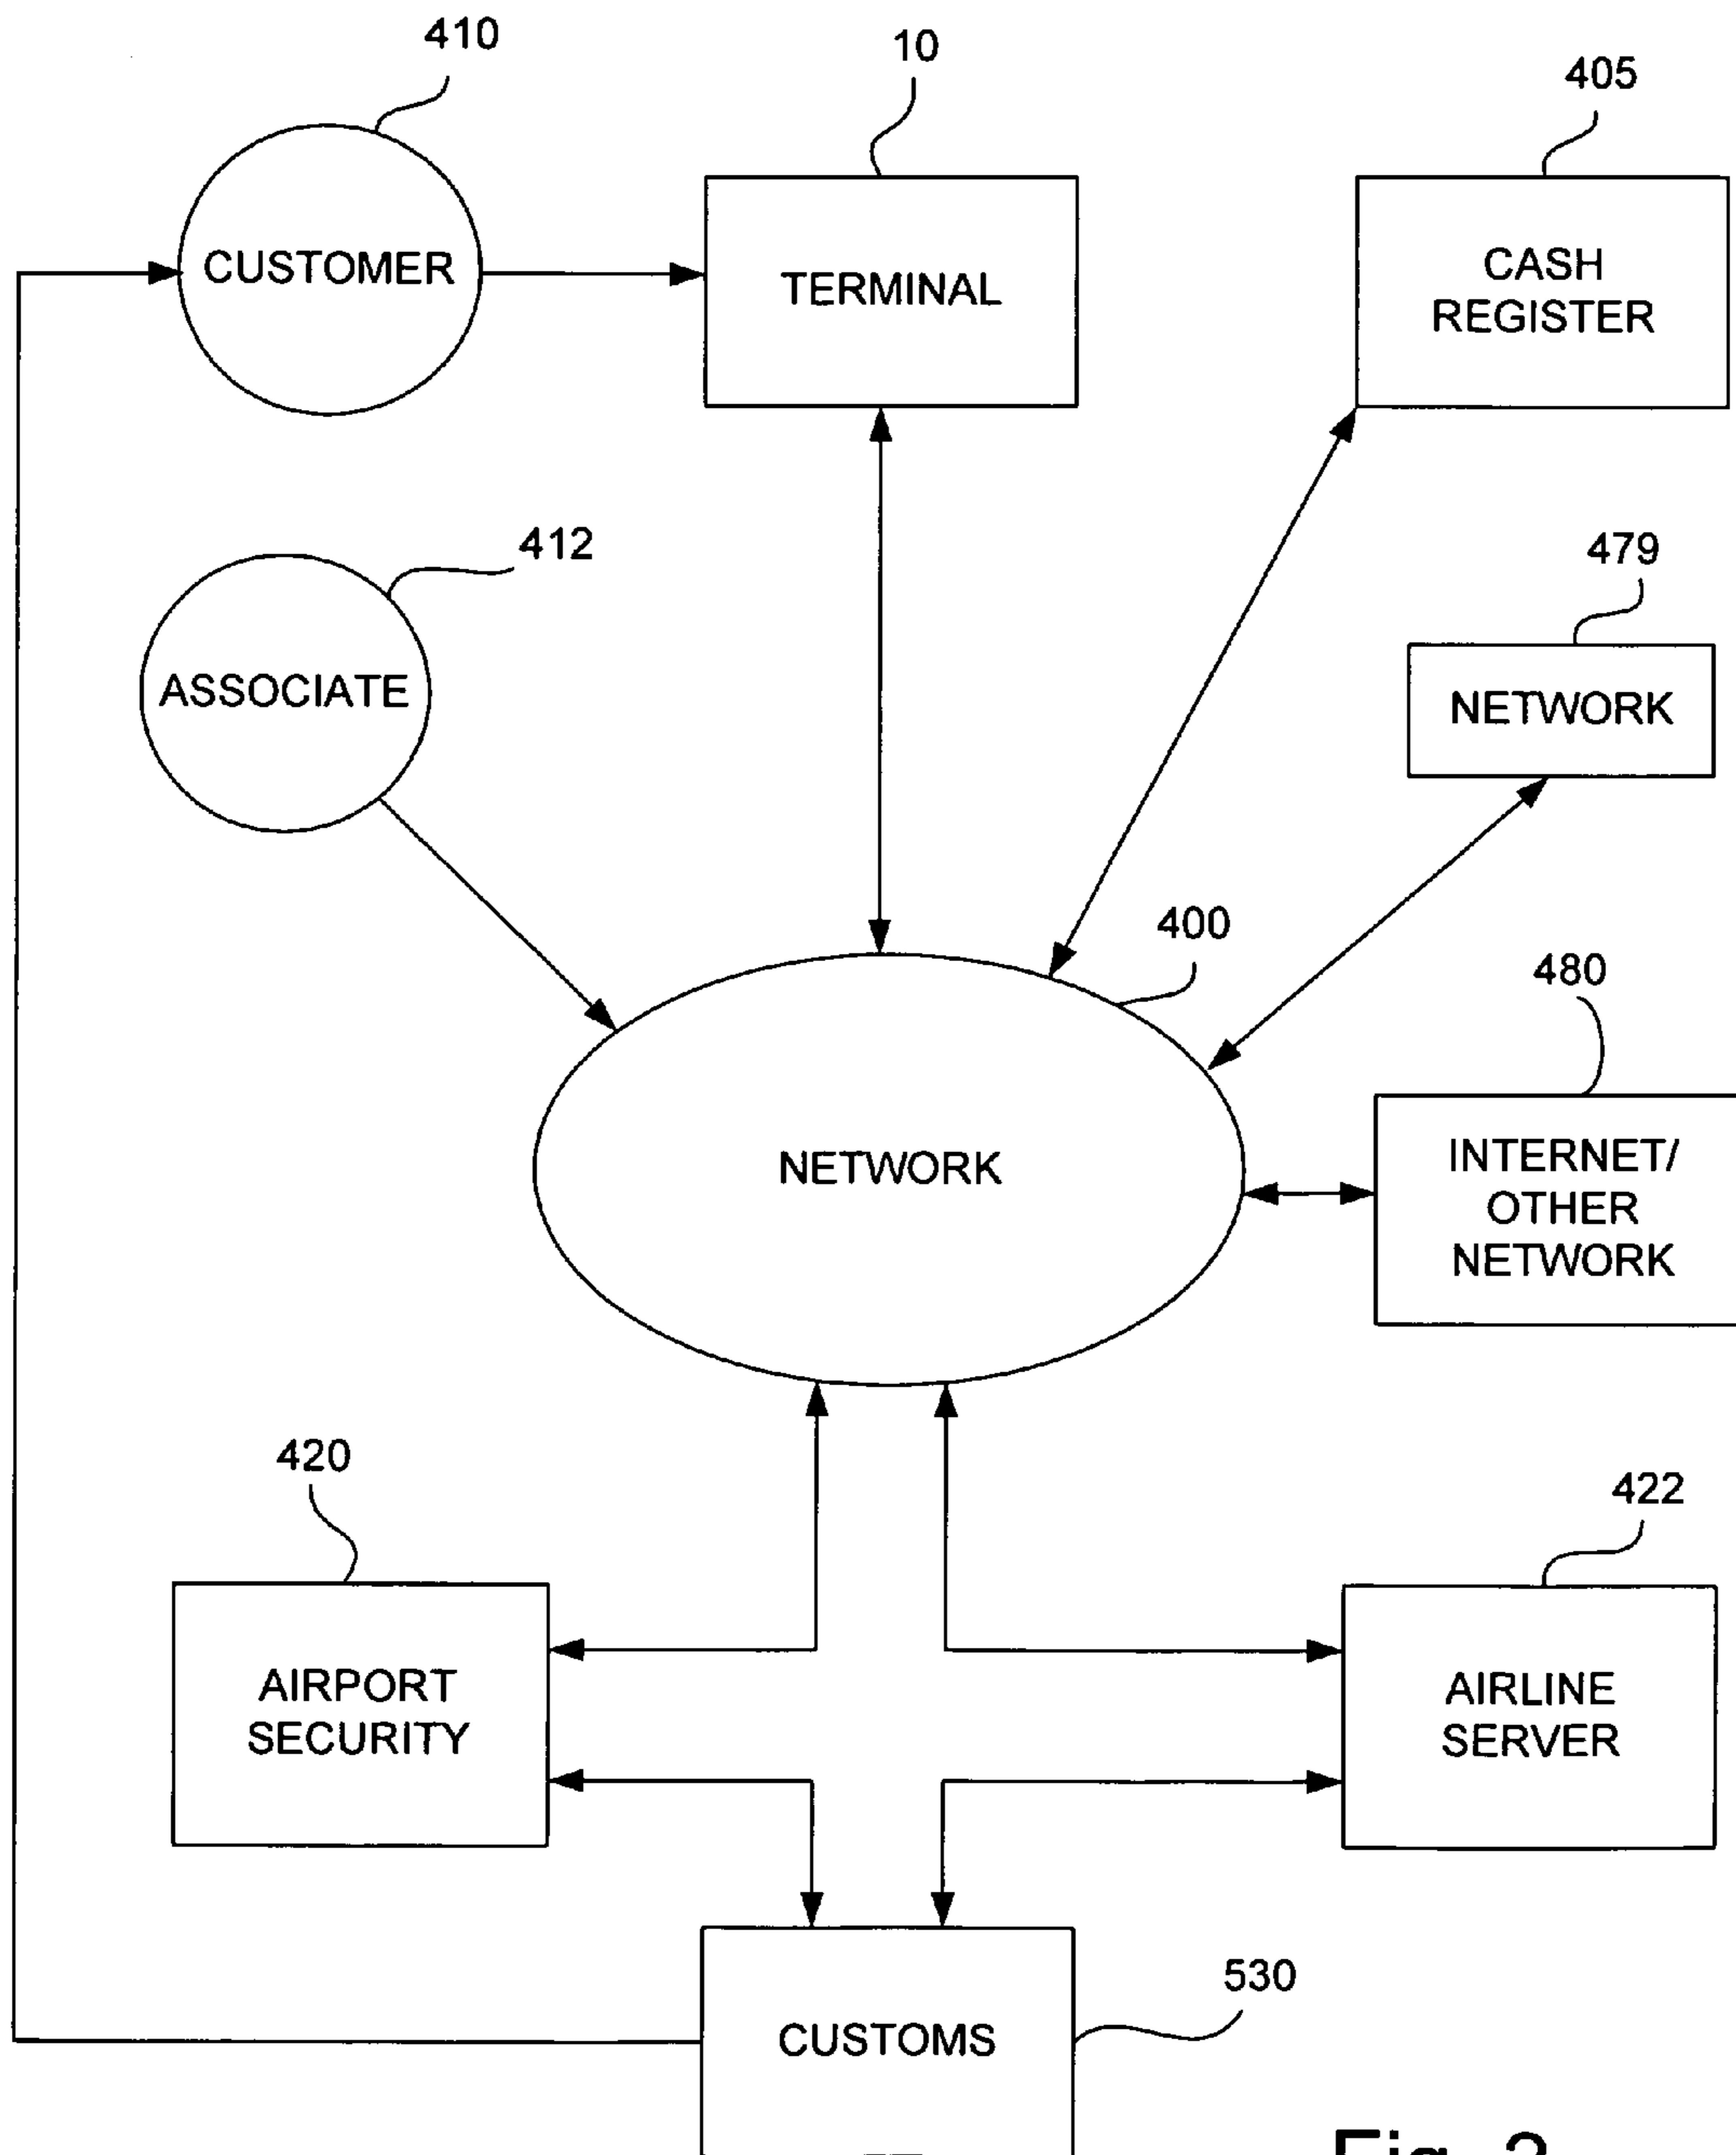 410
10
405
CUSTOMER
TERMINAL
CASH
REGISTER
412
479
ASSOCIATE
NETWORK
400
480
NETWORK
INTERNET/
OTHER
NETWORK
420
422
AIRPORT
SECURITY
AIRLINE
SERVER
530
CUSTOMS